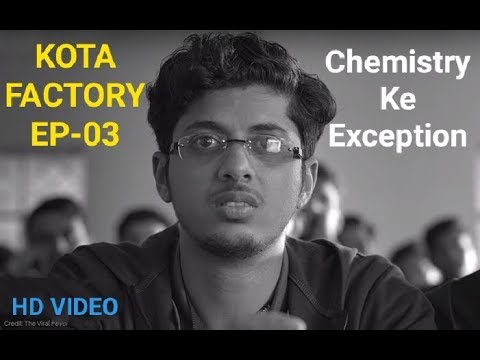 KOTA
FACTORY
EP-03
Chemistry
Ke
Exception
HD VIDEO
Credit: The Viral Fever